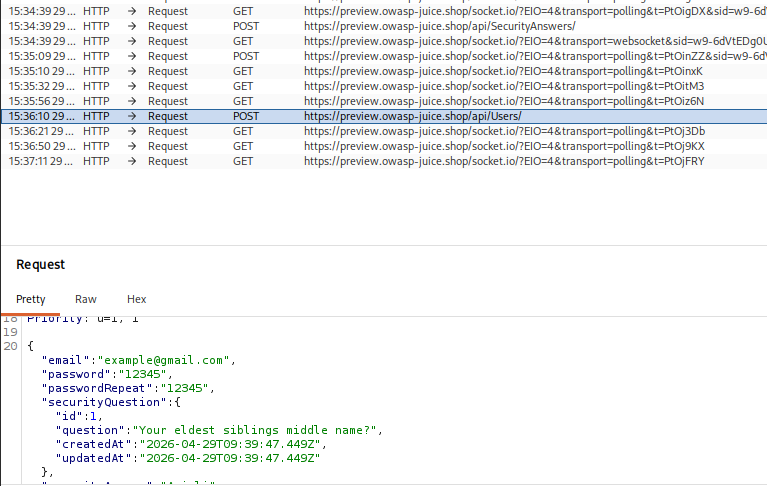 15:34:39 29 ... HTTP → Request GET https://preview.owasp-juice.shop/socket.io/?EIO=4&transport=polling&t=PtOigDX&sid=w9-6d
15:34:39 29 ... HTTP → Request POST https://preview.owasp-juice.shop/api/SecurityAnswers/
15:34:39 29 ... HTTP → Request GET https://preview.owasp-juice.shop/socket.io/?EIO=4&transport=websocket&sid=w9-6dVtEDg0U
15:35:09 29 ... HTTP → Request POST https://preview.owasp-juice.shop/socket.io/?EIO=4&transport=polling&t=PtOinZZ&sid=w9-6dV
15:35:10 29 ... HTTP → Request GET https://preview.owasp-juice.shop/socket.io/?EIO=4&transport=polling&t=PtOinxK
15:35:32 29 ... HTTP → Request GET https://preview.owasp-juice.shop/socket.io/?EIO=4&transport=polling&t=PtOitM3
15:35:56 29 ... HTTP → Request GET https://preview.owasp-juice.shop/socket.io/?EIO=4&transport=polling&t=PtOiz6N
15:36:10 29 ... HTTP → Request POST https://preview.owasp-juice.shop/api/Users/
15:36:21 29 ... HTTP → Request GET https://preview.owasp-juice.shop/socket.io/?EIO=4&transport=polling&t=PtOj3Db
15:36:50 29 ... HTTP → Request GET https://preview.owasp-juice.shop/socket.io/?EIO=4&transport=polling&t=PtOj9KX
15:37:11 29 ... HTTP → Request GET https://preview.owasp-juice.shop/socket.io/?EIO=4&transport=polling&t=PtOjFRY
Request
Pretty Raw Hex
18 Priority: u=1, i
19
20 {
"email":"example@gmail.com",
"password":"12345",
"passwordRepeat":"12345",
"securityQuestion":{
"id":1,
"question":"Your eldest siblings middle name?",
"createdAt":"2026-04-29T09:39:47.449Z",
"updatedAt":"2026-04-29T09:39:47.449Z"
},